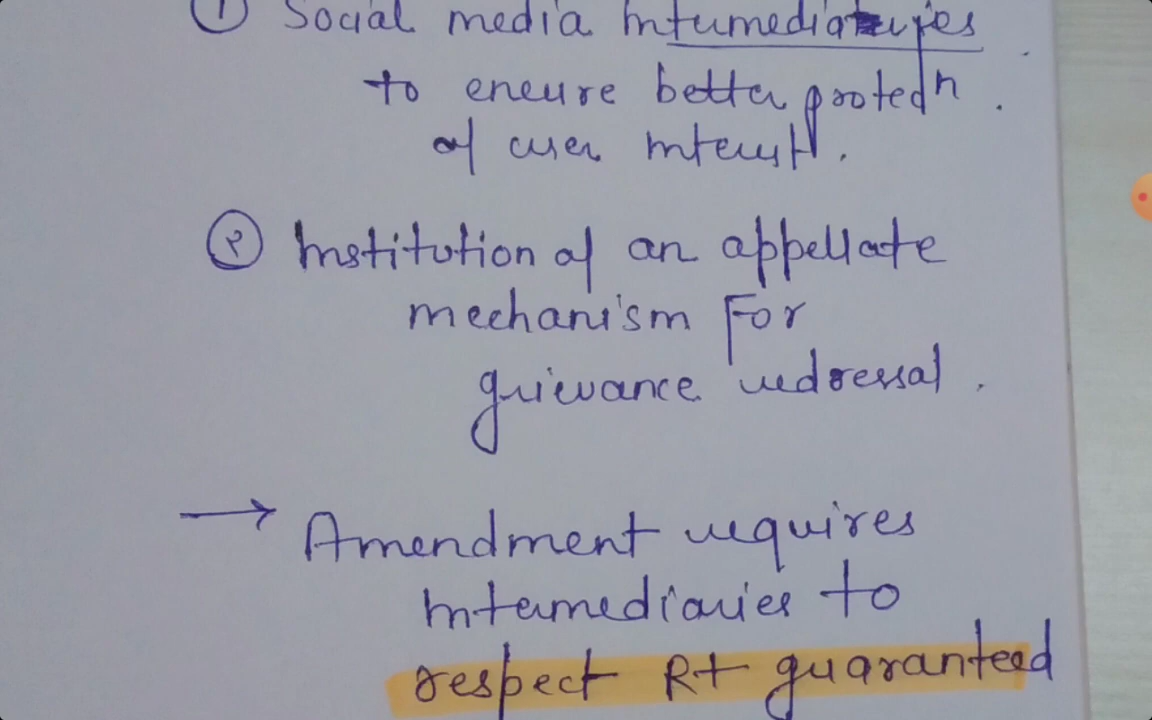 ① Social media Intermediaries
to ensure better protectⁿ.
of user interest.
② Institution of an appellate
mechanism For
grievance redressal.
→ Amendment requires
Intermediaries to
respect Rt guaranteed